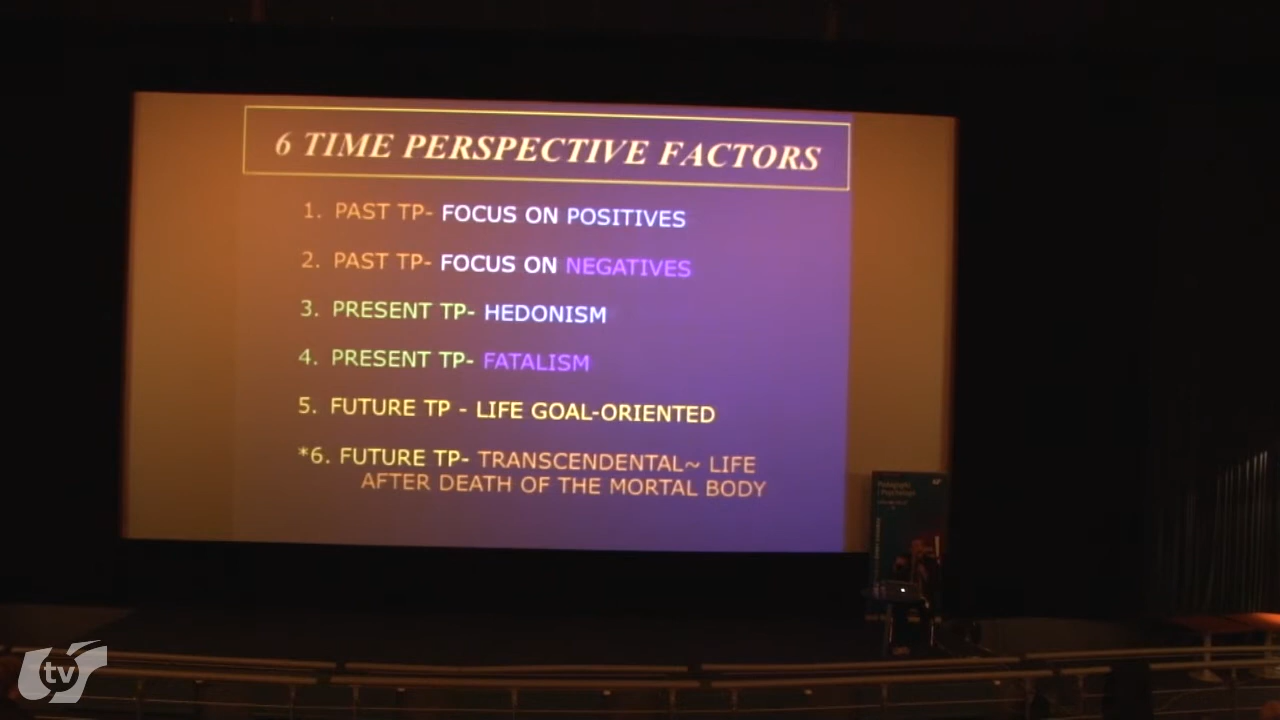 6 TIME PERSPECTIVE FACTORS
1. PAST TP- FOCUS ON POSITIVES
2. PAST TP- FOCUS ON NEGATIVES
3. PRESENT TP- HEDONISM
4. PRESENT TP- FATALISM
5. FUTURE TP - LIFE GOAL-ORIENTED
*6. FUTURE TP- TRANSCENDENTAL~ LIFE
AFTER DEATH OF THE MORTAL BODY
tv